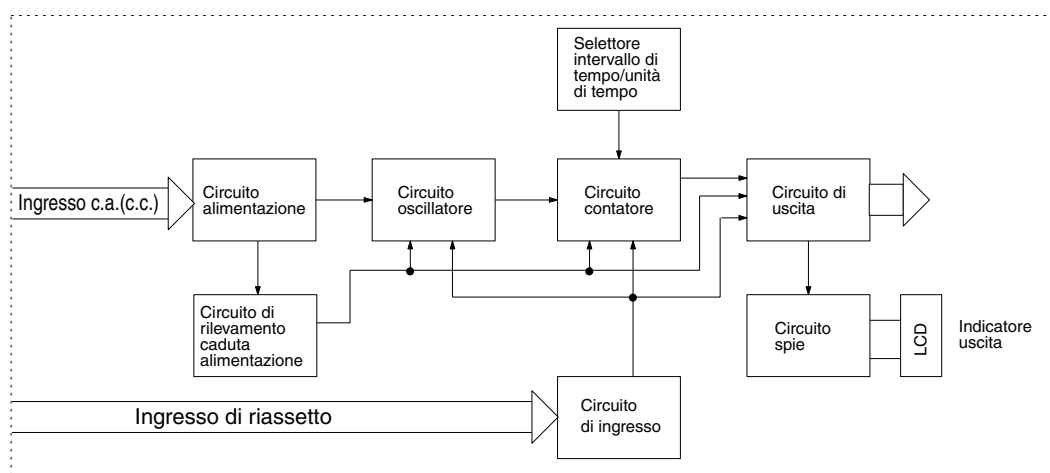 Selettore
intervallo di
tempo/unità
di tempo
Ingresso c.a.(c.c.)
Circuito
alimentazione
Circuito
oscillatore
Circuito
contatore
Circuito di
uscita
Circuito di
rilevamento
caduta
alimentazione
Circuito
spie
LCD
Indicatore
uscita
Ingresso di riassetto
Circuito
di ingresso